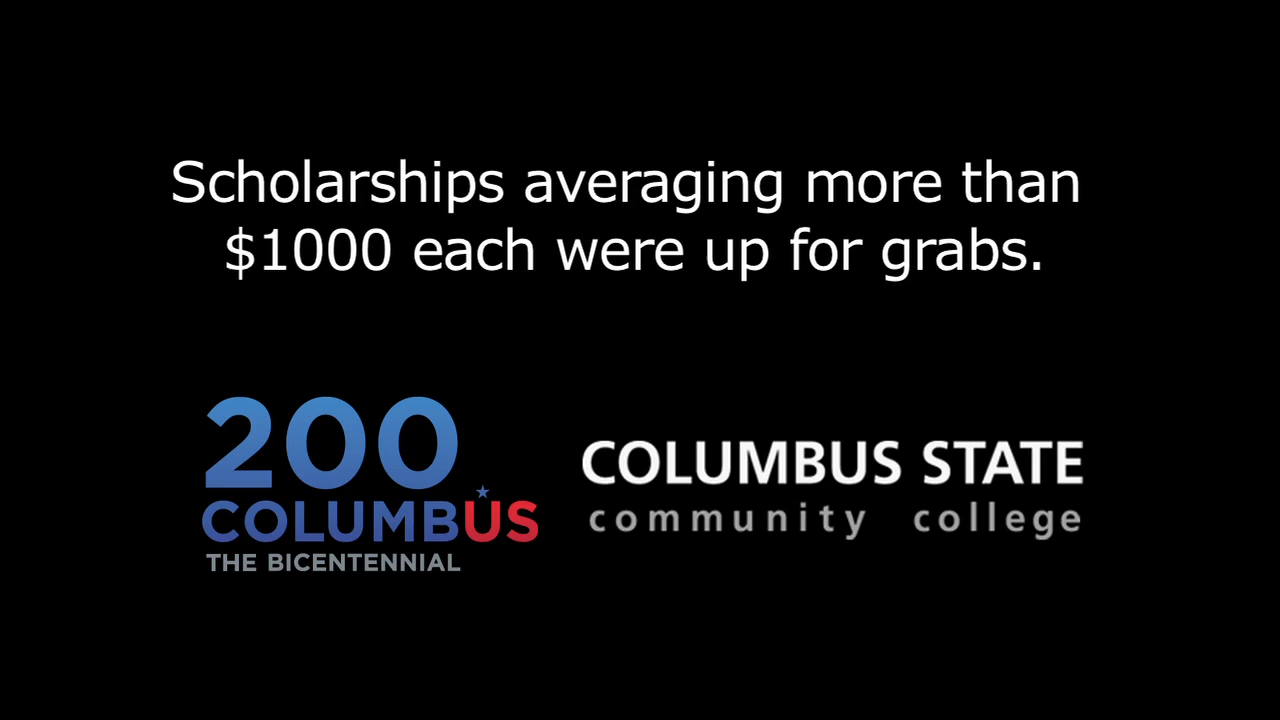 Scholarships averaging more than
$1000 each were up for grabs.
200
COLUMBUS
THE BICENTENNIAL
COLUMBUS STATE
community college